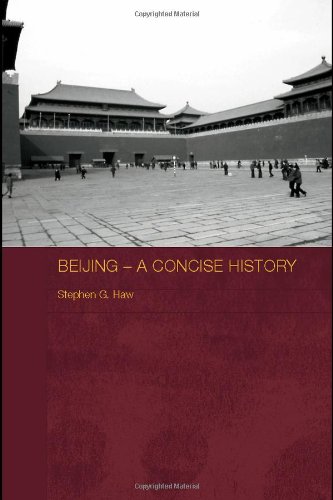 Copyrighted Material
BEIJING – A CONCISE HISTORY
Stephen G. Haw
Copyrighted Material